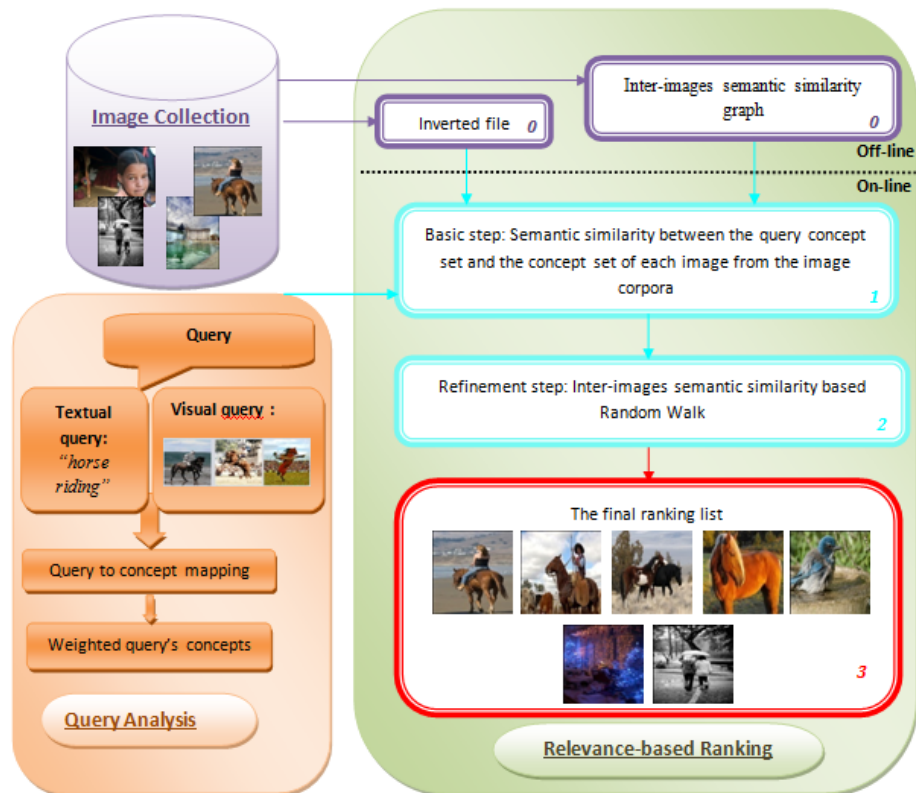 Image Collection
Inverted file 0
Inter-images semantic similarity
graph
0
Off-line
On-line
Basic step: Semantic similarity between the query concept
set and the concept set of each image from the image
corpora
1
Refinement step: Inter-images semantic similarity based
Random Walk
2
The final ranking list
3
Relevance-based Ranking
Query
Textual
query:
“horse
riding”
Visual query :
Query to concept mapping
Weighted query’s concepts
Query Analysis